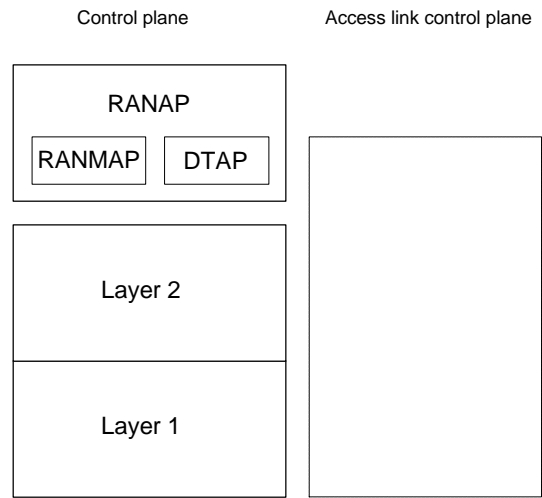 Control plane
Access link control plane
RANAP
RANMAP
DTAP
Layer 2
Layer 1